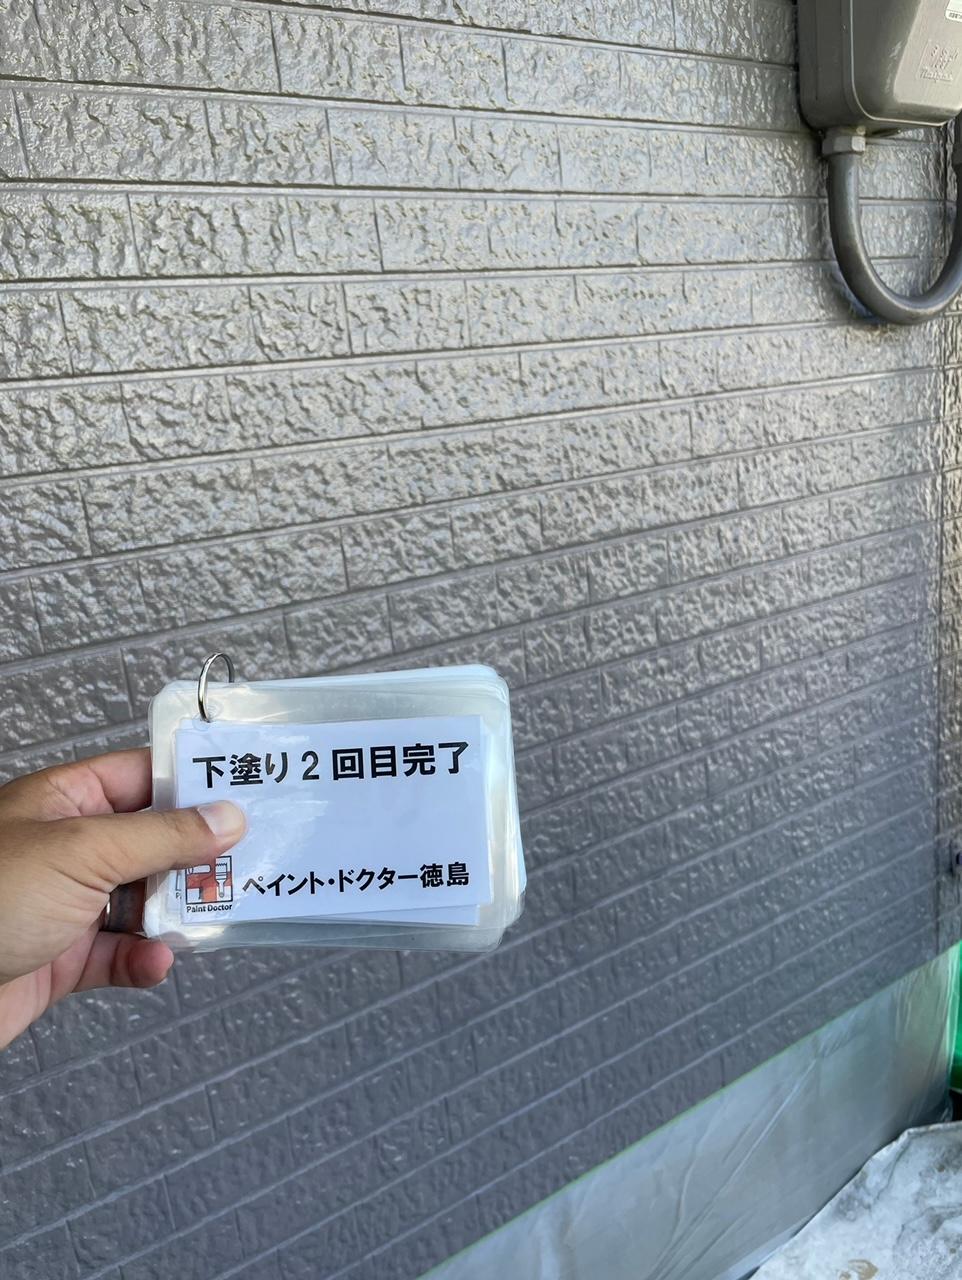 下塗り2回目完了
ペイント・ドクター徳島
Paint Doctor